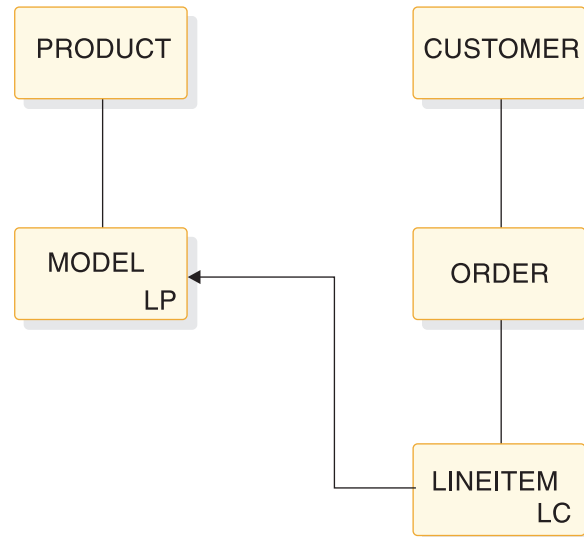 PRODUCT
CUSTOMER
MODEL
LP
ORDER
LINEITEM
LC